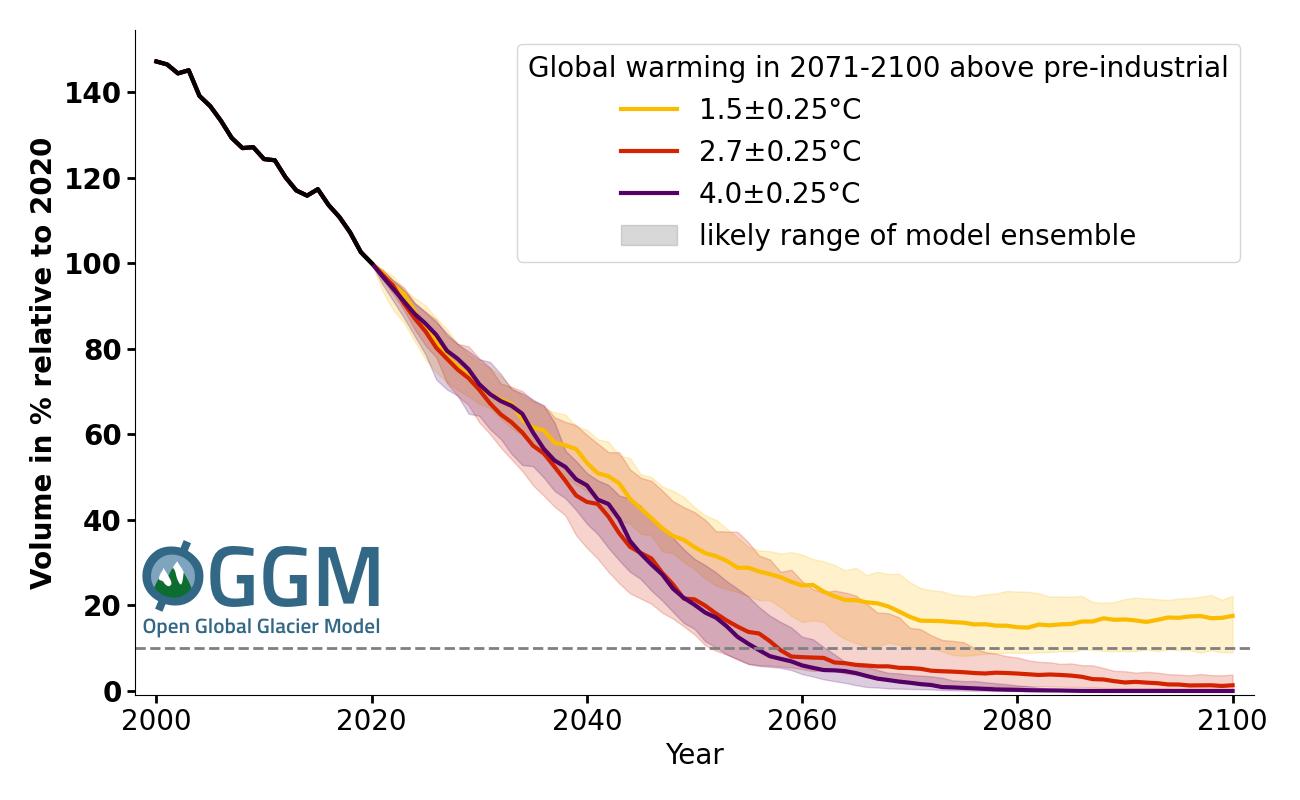 Global warming in 2071-2100 above pre-industrial
1.5±0.25°C
2.7±0.25°C
4.0±0.25°C
likely range of model ensemble
Volume in % relative to 2020
140
120
100
80
60
40
20
0
OGGM
Open Global Glacier Model
2000 2020 2040 2060 2080 2100
Year